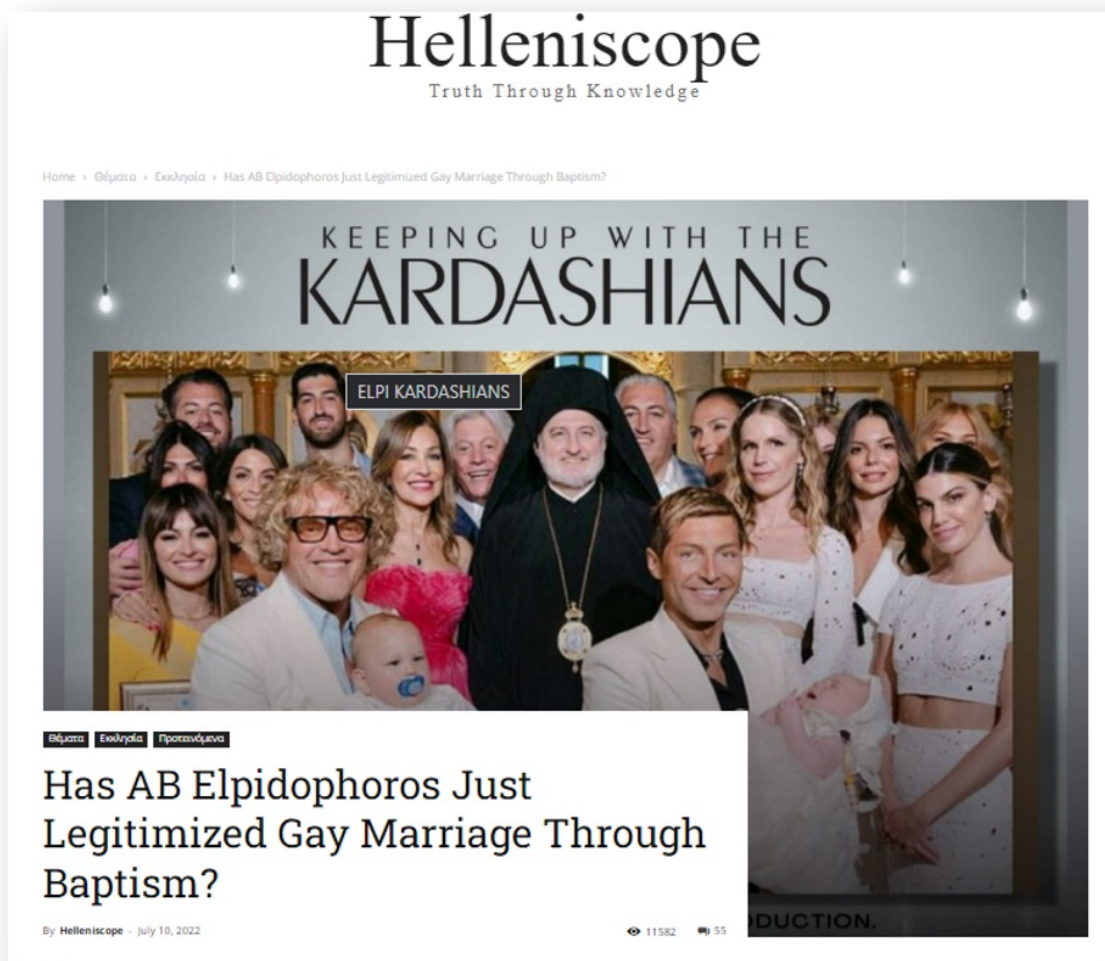 Helleniscope
Truth Through Knowledge
Home › Θέματα › Εκκλησία › Has AB Elpidophoros Just Legitimized Gay Marriage Through Baptism?
KEEPING UP WITH THE
KARDASHIANS
ELPI KARDASHIANS
Θέματα Εκκλησία Προτεινόμενα
Has AB Elpidophoros Just
Legitimized Gay Marriage Through
Baptism?
By Helleniscope - July 10, 2022 11582 55
DUCTION.